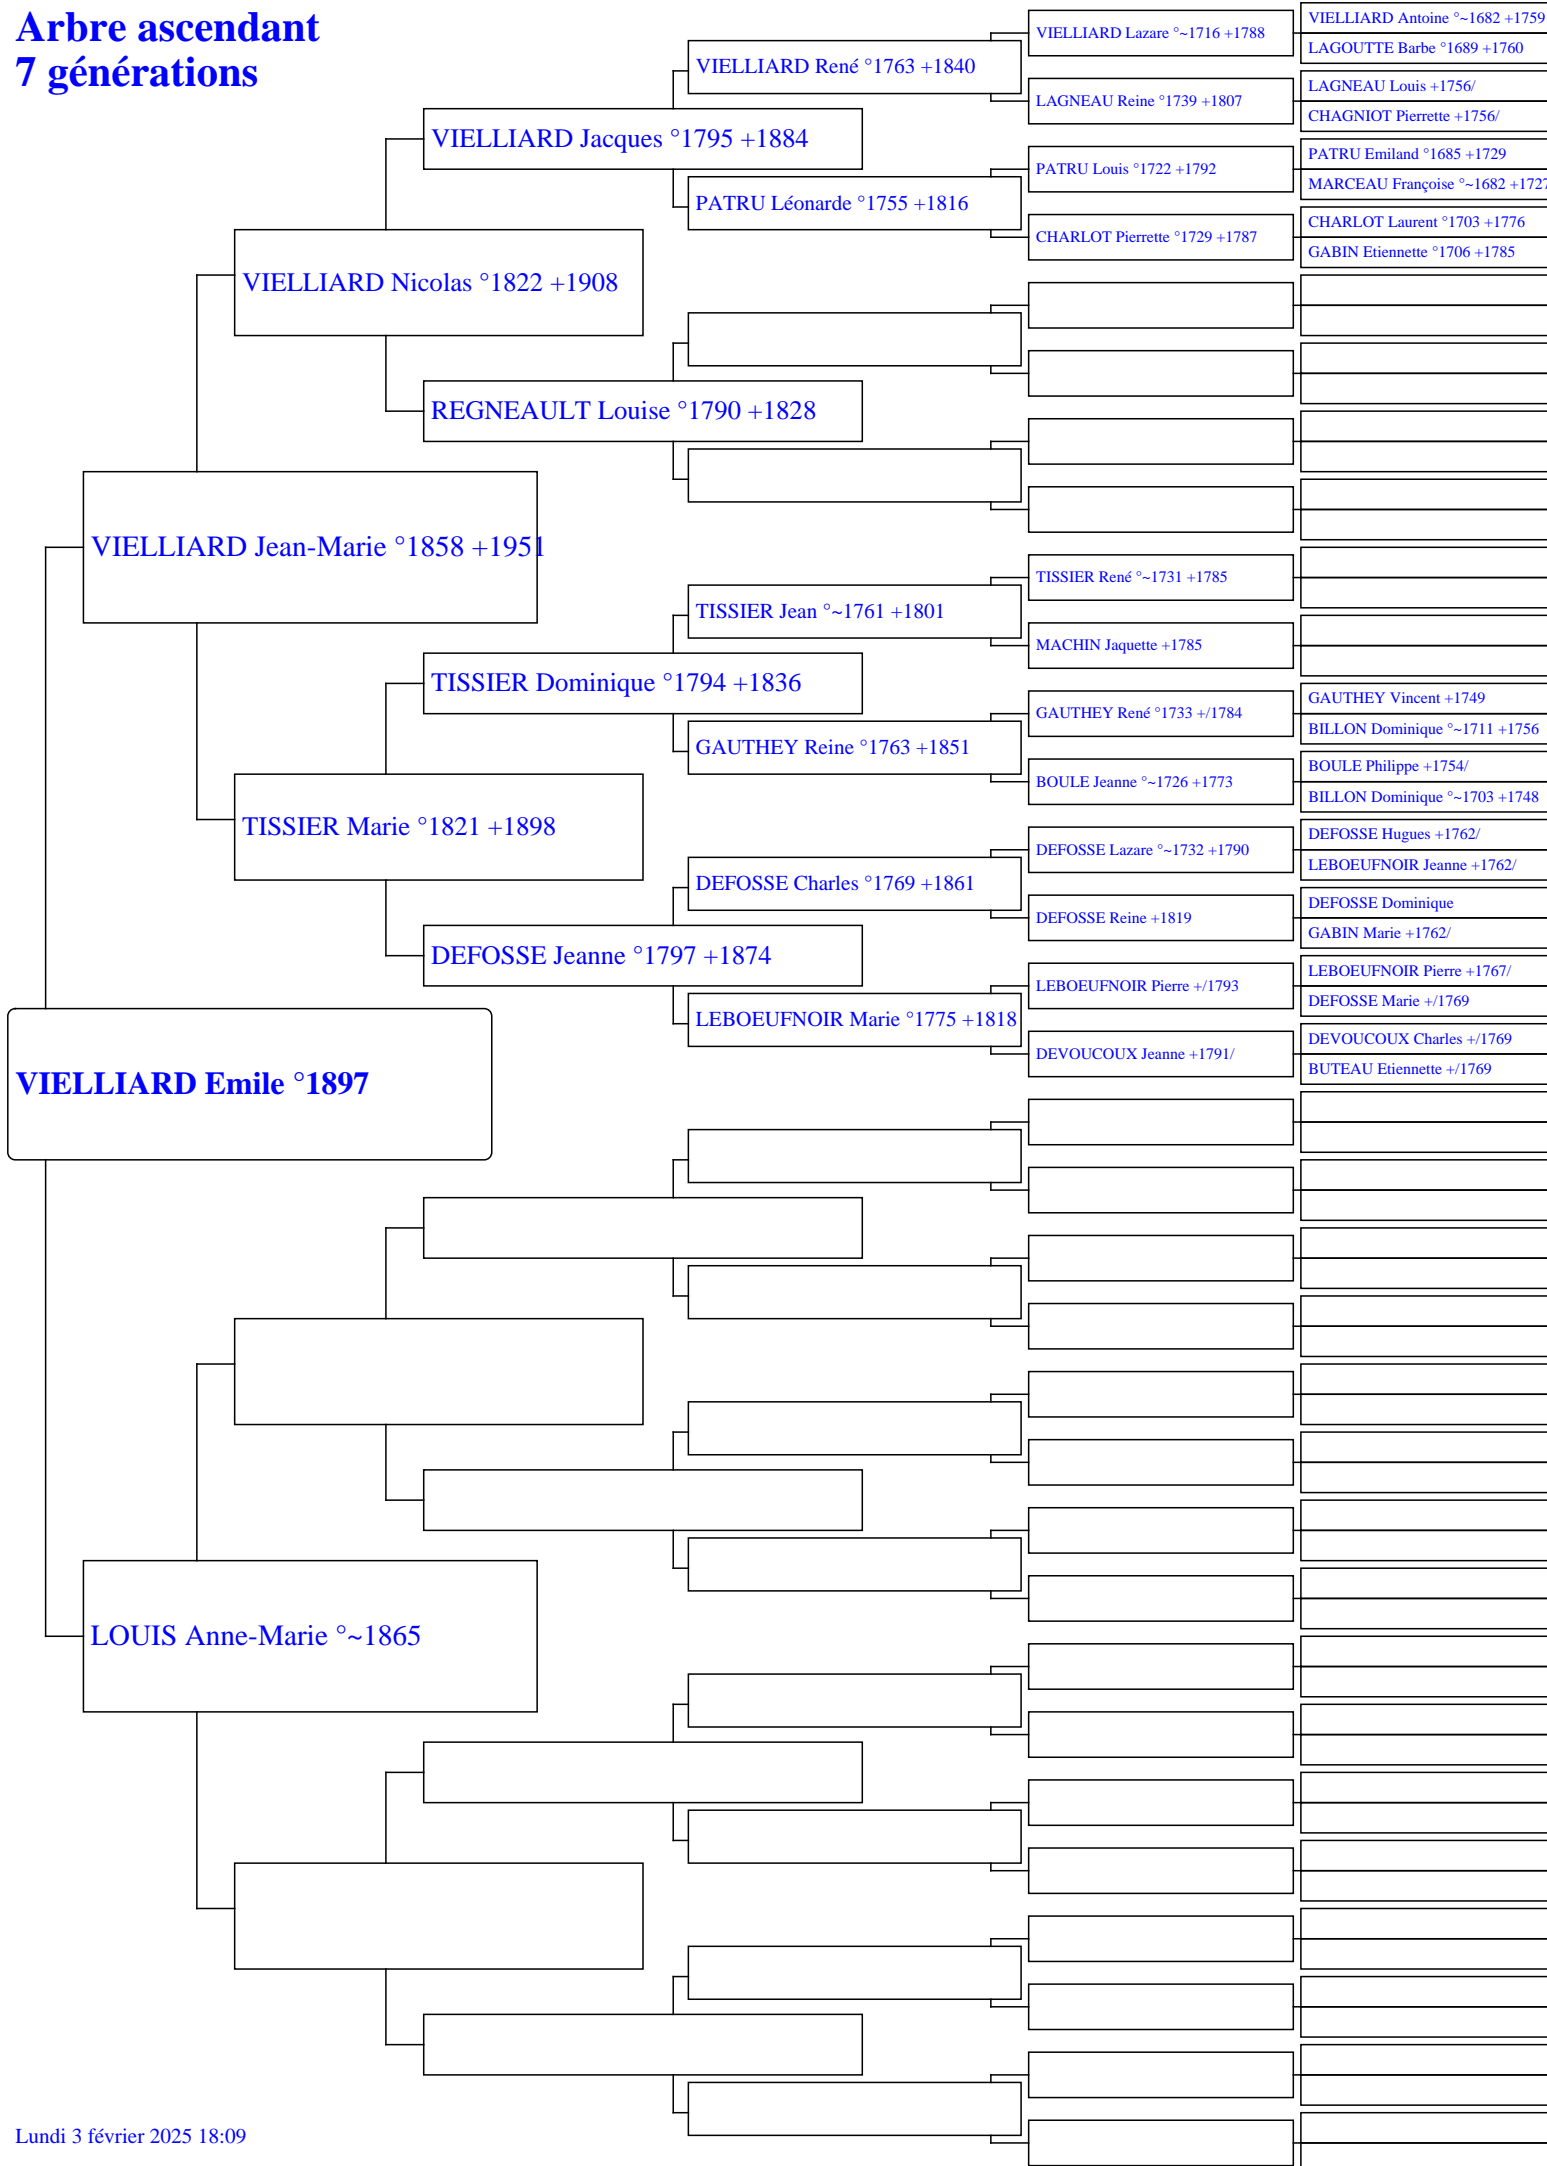 Arbre ascendant
7 générations
VIELLIARD Antoine °~1682 +1759
VIELLIARD Lazare °~1716 +1788
LAGOUTTE Barbe °1689 +1760
VIELLIARD René °1763 +1840
LAGNEAU Louis +1756/
LAGNEAU Reine °1739 +1807
CHAGNIOT Pierrette +1756/
VIELLIARD Jacques °1795 +1884
PATRU Emiland °1685 +1729
PATRU Louis °1722 +1792
MARCEAU Françoise °~1682 +1727
PATRU Léonarde °1755 +1816
CHARLOT Laurent °1703 +1776
CHARLOT Pierrette °1729 +1787
GABIN Etiennette °1706 +1785
VIELLIARD Nicolas °1822 +1908
REGNEAULT Louise °1790 +1828
VIELLIARD Jean-Marie °1858 +1951
TISSIER René °~1731 +1785
TISSIER Jean °~1761 +1801
MACHIN Jaquette +1785
TISSIER Dominique °1794 +1836
GAUTHEY Vincent +1749
GAUTHEY René °1733 +/1784
BILLON Dominique °~1711 +1756
GAUTHEY Reine °1763 +1851
BOULE Philippe +1754/
BOULE Jeanne °~1726 +1773
BILLON Dominique °~1703 +1748
TISSIER Marie °1821 +1898
DEFOSSE Hugues +1762/
DEFOSSE Lazare °~1732 +1790
LEBOEUFNOIR Jeanne +1762/
DEFOSSE Charles °1769 +1861
DEFOSSE Dominique
DEFOSSE Reine +1819
GABIN Marie +1762/
DEFOSSE Jeanne °1797 +1874
LEBOEUFNOIR Pierre +1767/
LEBOEUFNOIR Pierre +/1793
DEFOSSE Marie +/1769
LEBOEUFNOIR Marie °1775 +1818
DEVOUCOUX Charles +/1769
DEVOUCOUX Jeanne +1791/
BUTEAU Etiennette +/1769
VIELLIARD Emile °1897
LOUIS Anne-Marie °~1865
Lundi 3 février 2025 18:09